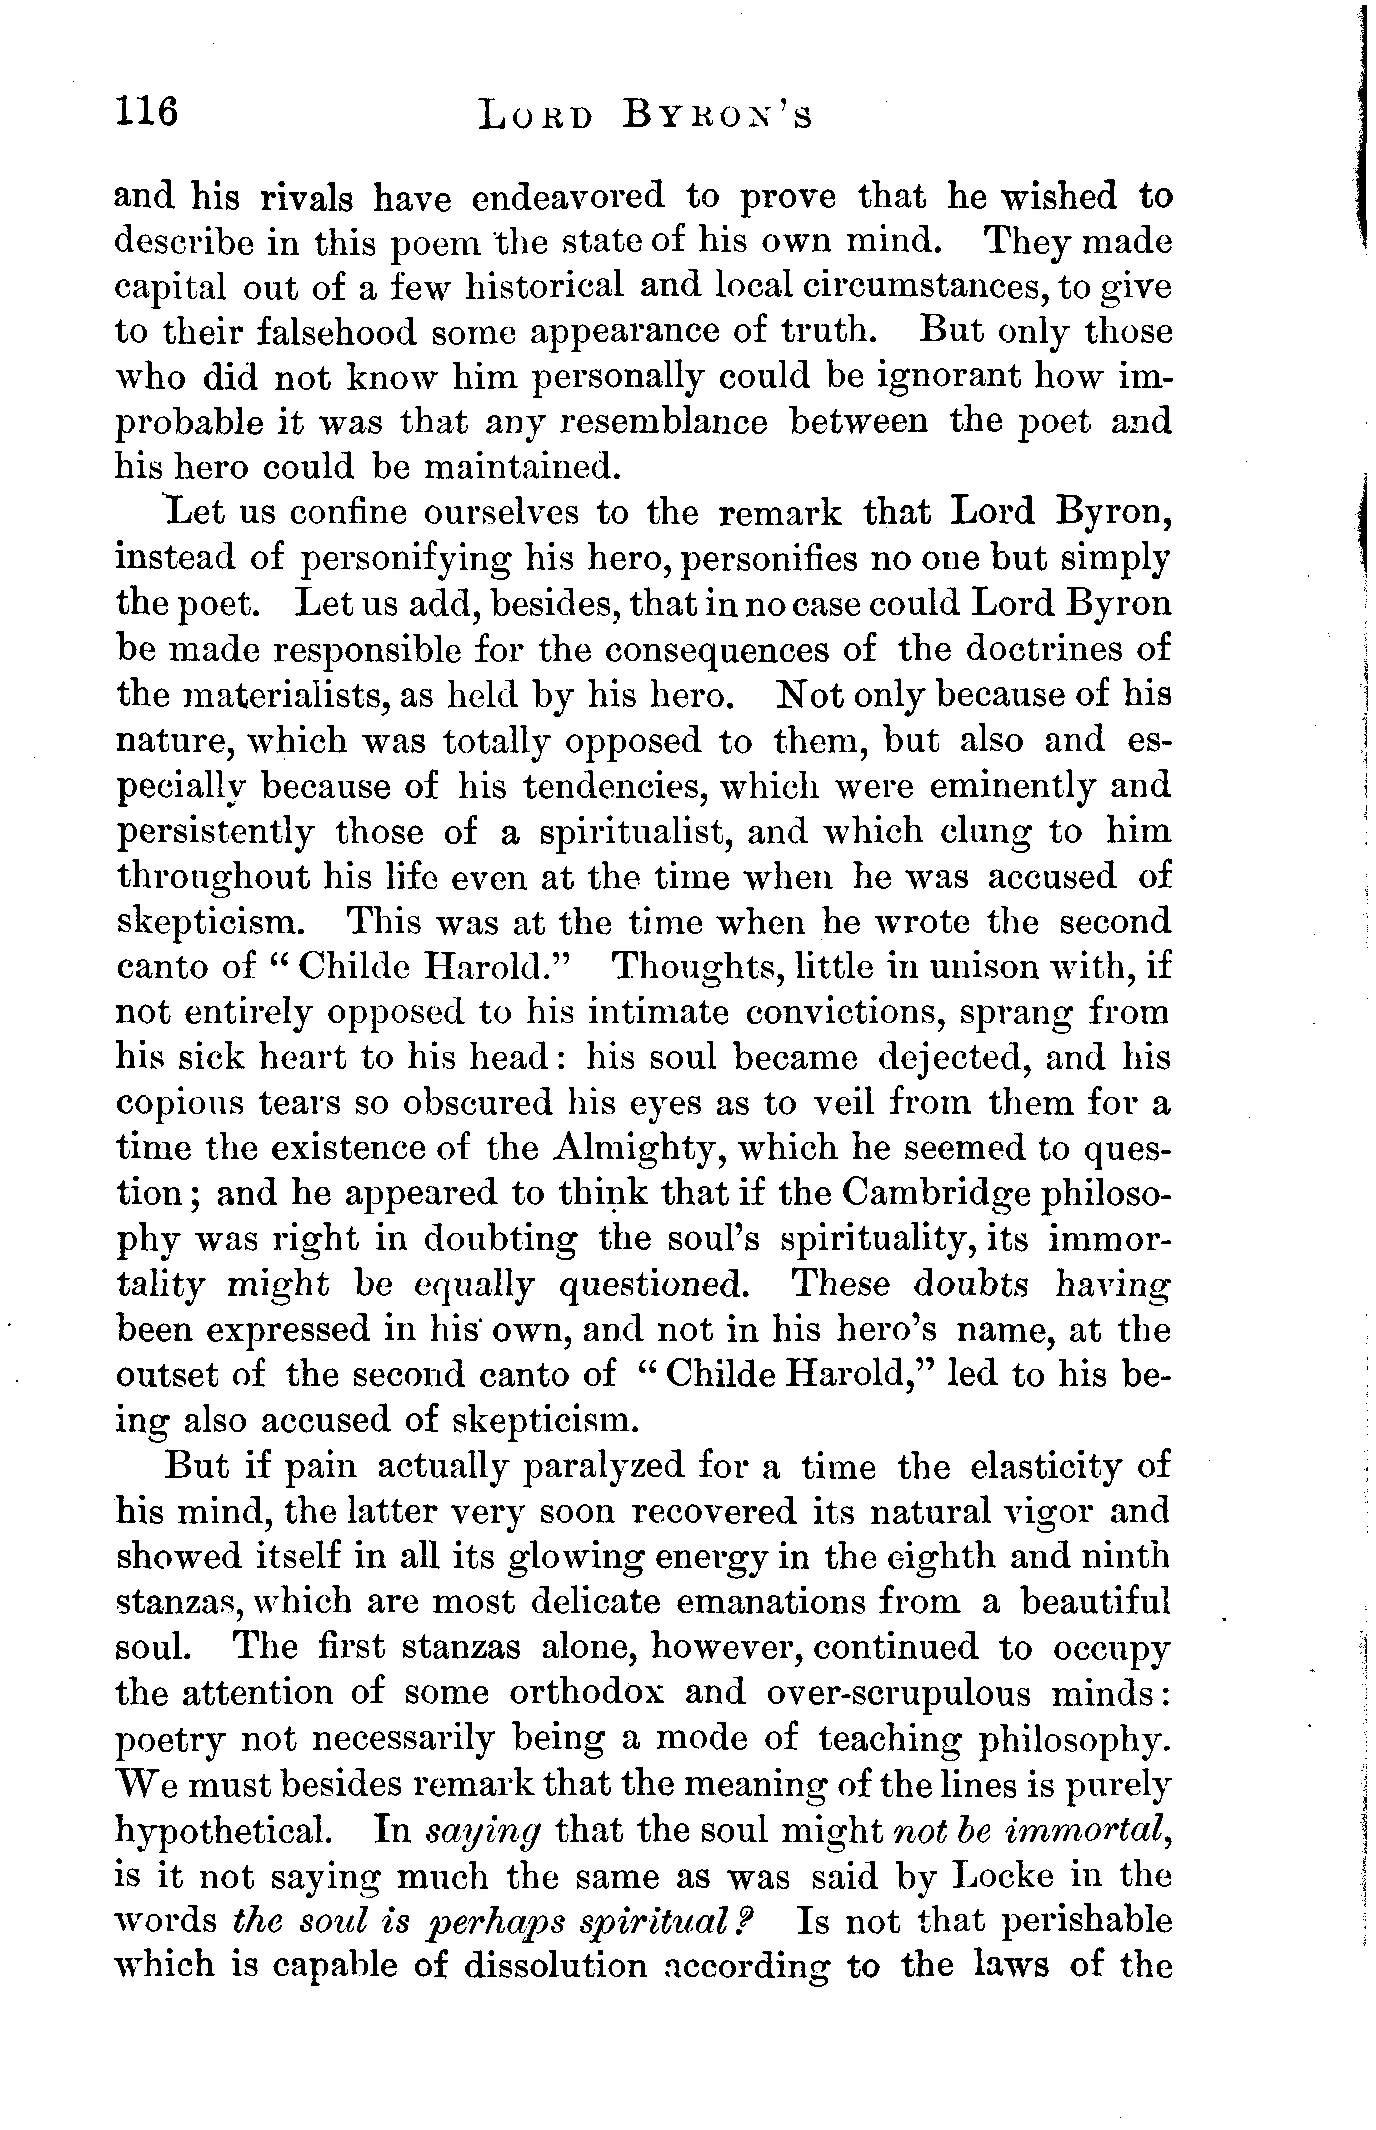 116 LORD BYRON'S
and his rivals have endeavored to prove that he wished to
describe in this poem the state of his own mind. They made
capital out of a few historical and local circumstances, to give
to their falsehood some appearance of truth. But only those
who did not know him personally could be ignorant how im-
probable it was that any resemblance between the poet and
his hero could be maintained.
Let us confine ourselves to the remark that Lord Byron,
instead of personifying his hero, personifies no one but simply
the poet. Let us add, besides, that in no case could Lord Byron
be made responsible for the consequences of the doctrines of
the materialists, as held by his hero. Not only because of his
nature, which was totally opposed to them, but also and es-
pecially because of his tendencies, which were eminently and
persistently those of a spiritualist, and which clung to him
throughout his life even at the time when he was accused of
skepticism. This was at the time when he wrote the second
canto of "Childe Harold." Thoughts, little in unison with, if
not entirely opposed to his intimate convictions, sprang from
his sick heart to his head: his soul became dejected, and his
copious tears so obscured his eyes as to veil from them for a
time the existence of the Almighty, which he seemed to ques-
tion; and he appeared to think that if the Cambridge philoso-
phy was right in doubting the soul's spirituality, its immor-
tality might be equally questioned. These doubts having
been expressed in his own, and not in his hero's name, at the
outset of the second canto of "Childe Harold," led to his be-
ing also accused of skepticism.
But if pain actually paralyzed for a time the elasticity of
his mind, the latter very soon recovered its natural vigor and
showed itself in all its glowing energy in the eighth and ninth
stanzas, which are most delicate emanations from a beautiful
soul. The first stanzas alone, however, continued to occupy
the attention of some orthodox and over-scrupulous minds:
poetry not necessarily being a mode of teaching philosophy.
We must besides remark that the meaning of the lines is purely
hypothetical. In saying that the soul might not be immortal,
is it not saying much the same as was said by Locke in the
words the soul is perhaps spiritual? Is not that perishable
which is capable of dissolution according to the laws of the